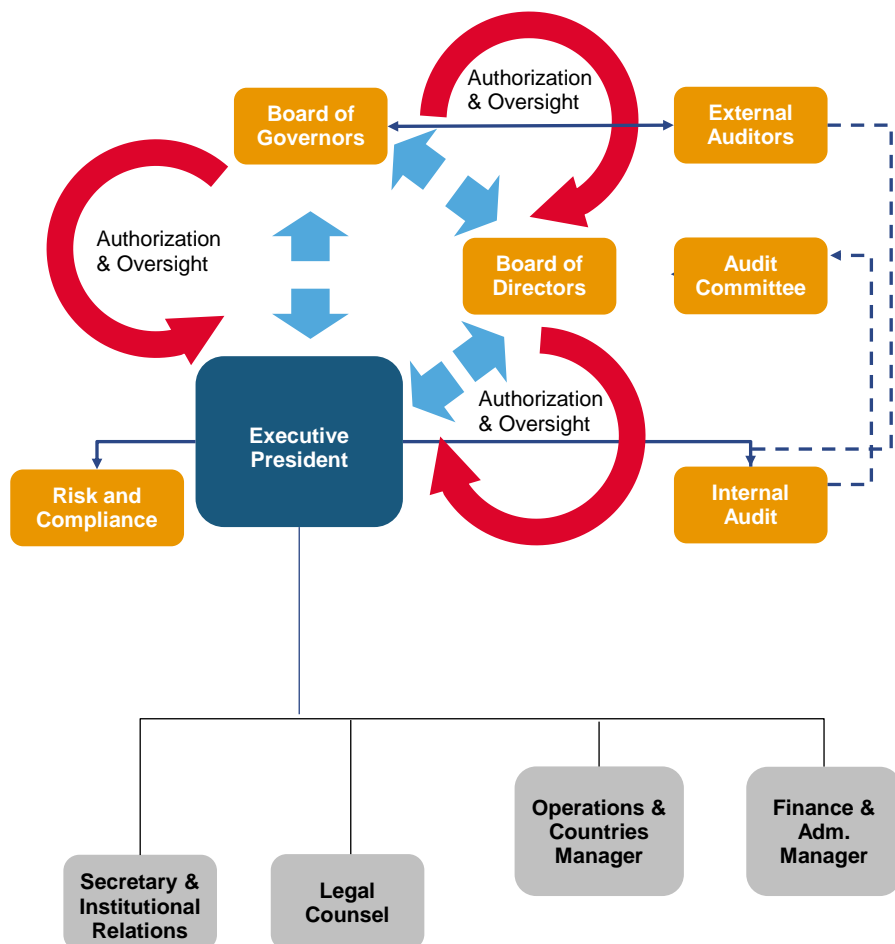 Authorization
& Oversight
Board of
Governors
External
Auditors
Authorization
& Oversight
Board of
Directors
Audit
Committee
Authorization
& Oversight
Executive
President
Risk and
Compliance
Internal
Audit
Operations &
Countries
Manager
Finance &
Adm.
Manager
Secretary &
Institutional
Relations
Legal
Counsel